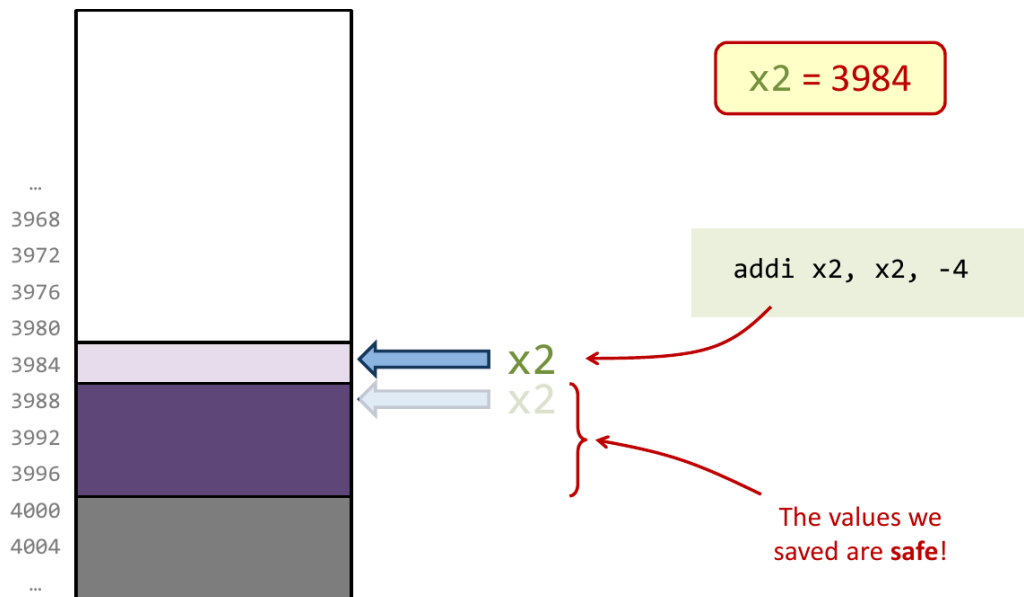 x2 = 3984
…
3968
3972
3976
3980
3984
3988
3992
3996
4000
4004
…
addi x2, x2, -4
x2
x2
The values we
saved are safe!